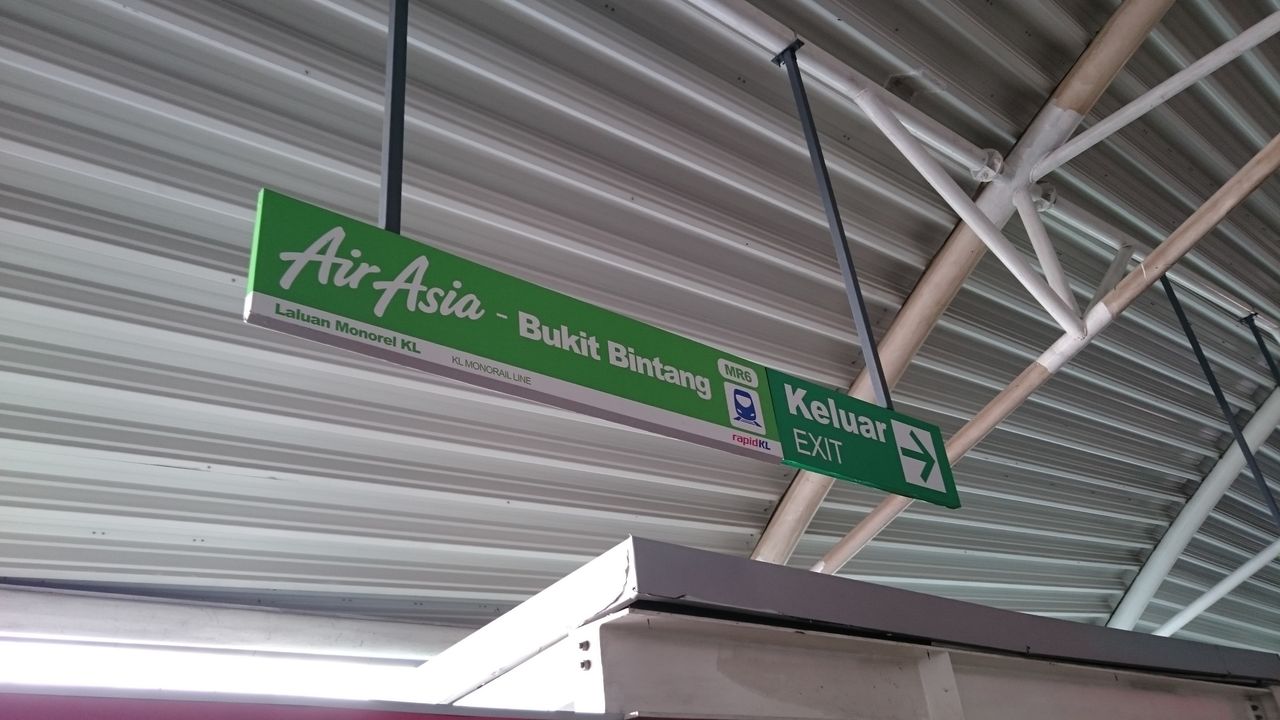 AirAsia - Bukit Bintang
MR6
Laluan Monorel KL
KL MONORAIL LINE
rapidKL
Keluar
EXIT